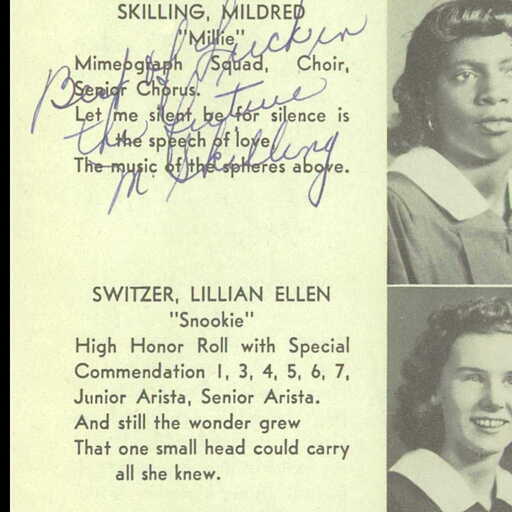 SKILLING, MILDRED
"Millie"
Mimeograph Squad, Choir,
Senior Chorus.
Let me silent be for silence is
the speech of love,
The music of the spheres above.
Best of Luck in
the Future
M Skilling
SWITZER, LILLIAN ELLEN
"Snookie"
High Honor Roll with Special
Commendation 1, 3, 4, 5, 6, 7,
Junior Arista, Senior Arista.
And still the wonder grew
That one small head could carry
all she knew.